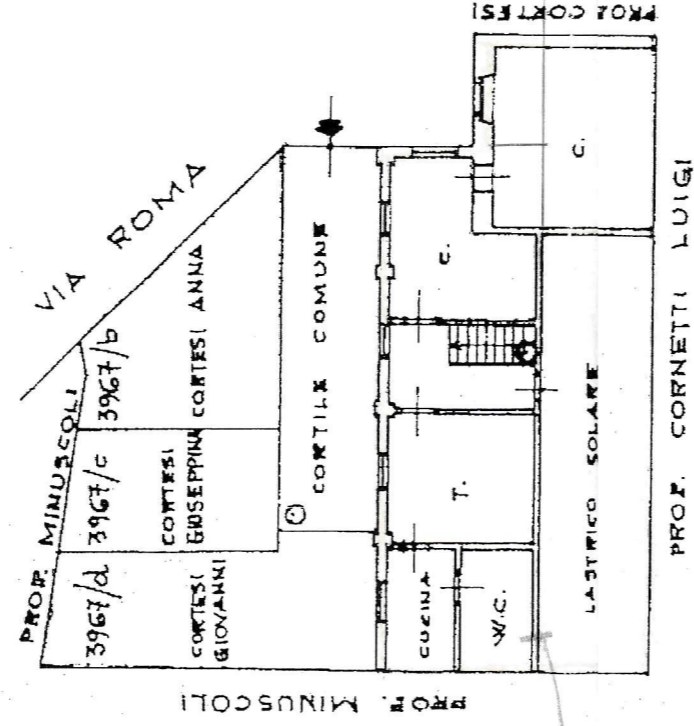 PROP. CORTESI
VIA ROMA
PROP. MINUSCOLI
3967/b
CORTESI ANNA
3967/c
CORTESI
GIUSEPPINA
3967/d
CORTESI
GIOVANNI
CORTILE COMUNE
C.
C.
T.
CUCINA
W.C.
LASTRICO SOLARE
PROP. CORNETTI LUIGI
PROP. MINUSCOLI